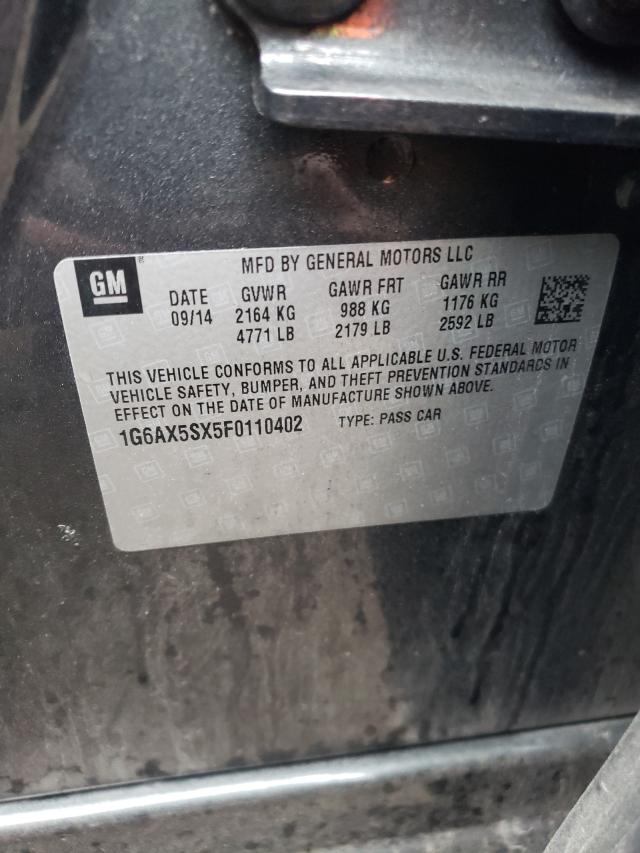 GM
MFD BY GENERAL MOTORS LLC
DATE GVWR GAWR FRT GAWR RR
09/14 2164 KG 988 KG 1176 KG
4771 LB 2179 LB 2592 LB
THIS VEHICLE CONFORMS TO ALL APPLICABLE U.S. FEDERAL MOTOR
VEHICLE SAFETY, BUMPER, AND THEFT PREVENTION STANDARDS IN
EFFECT ON THE DATE OF MANUFACTURE SHOWN ABOVE.
1G6AX5SX5F0110402 TYPE: PASS CAR